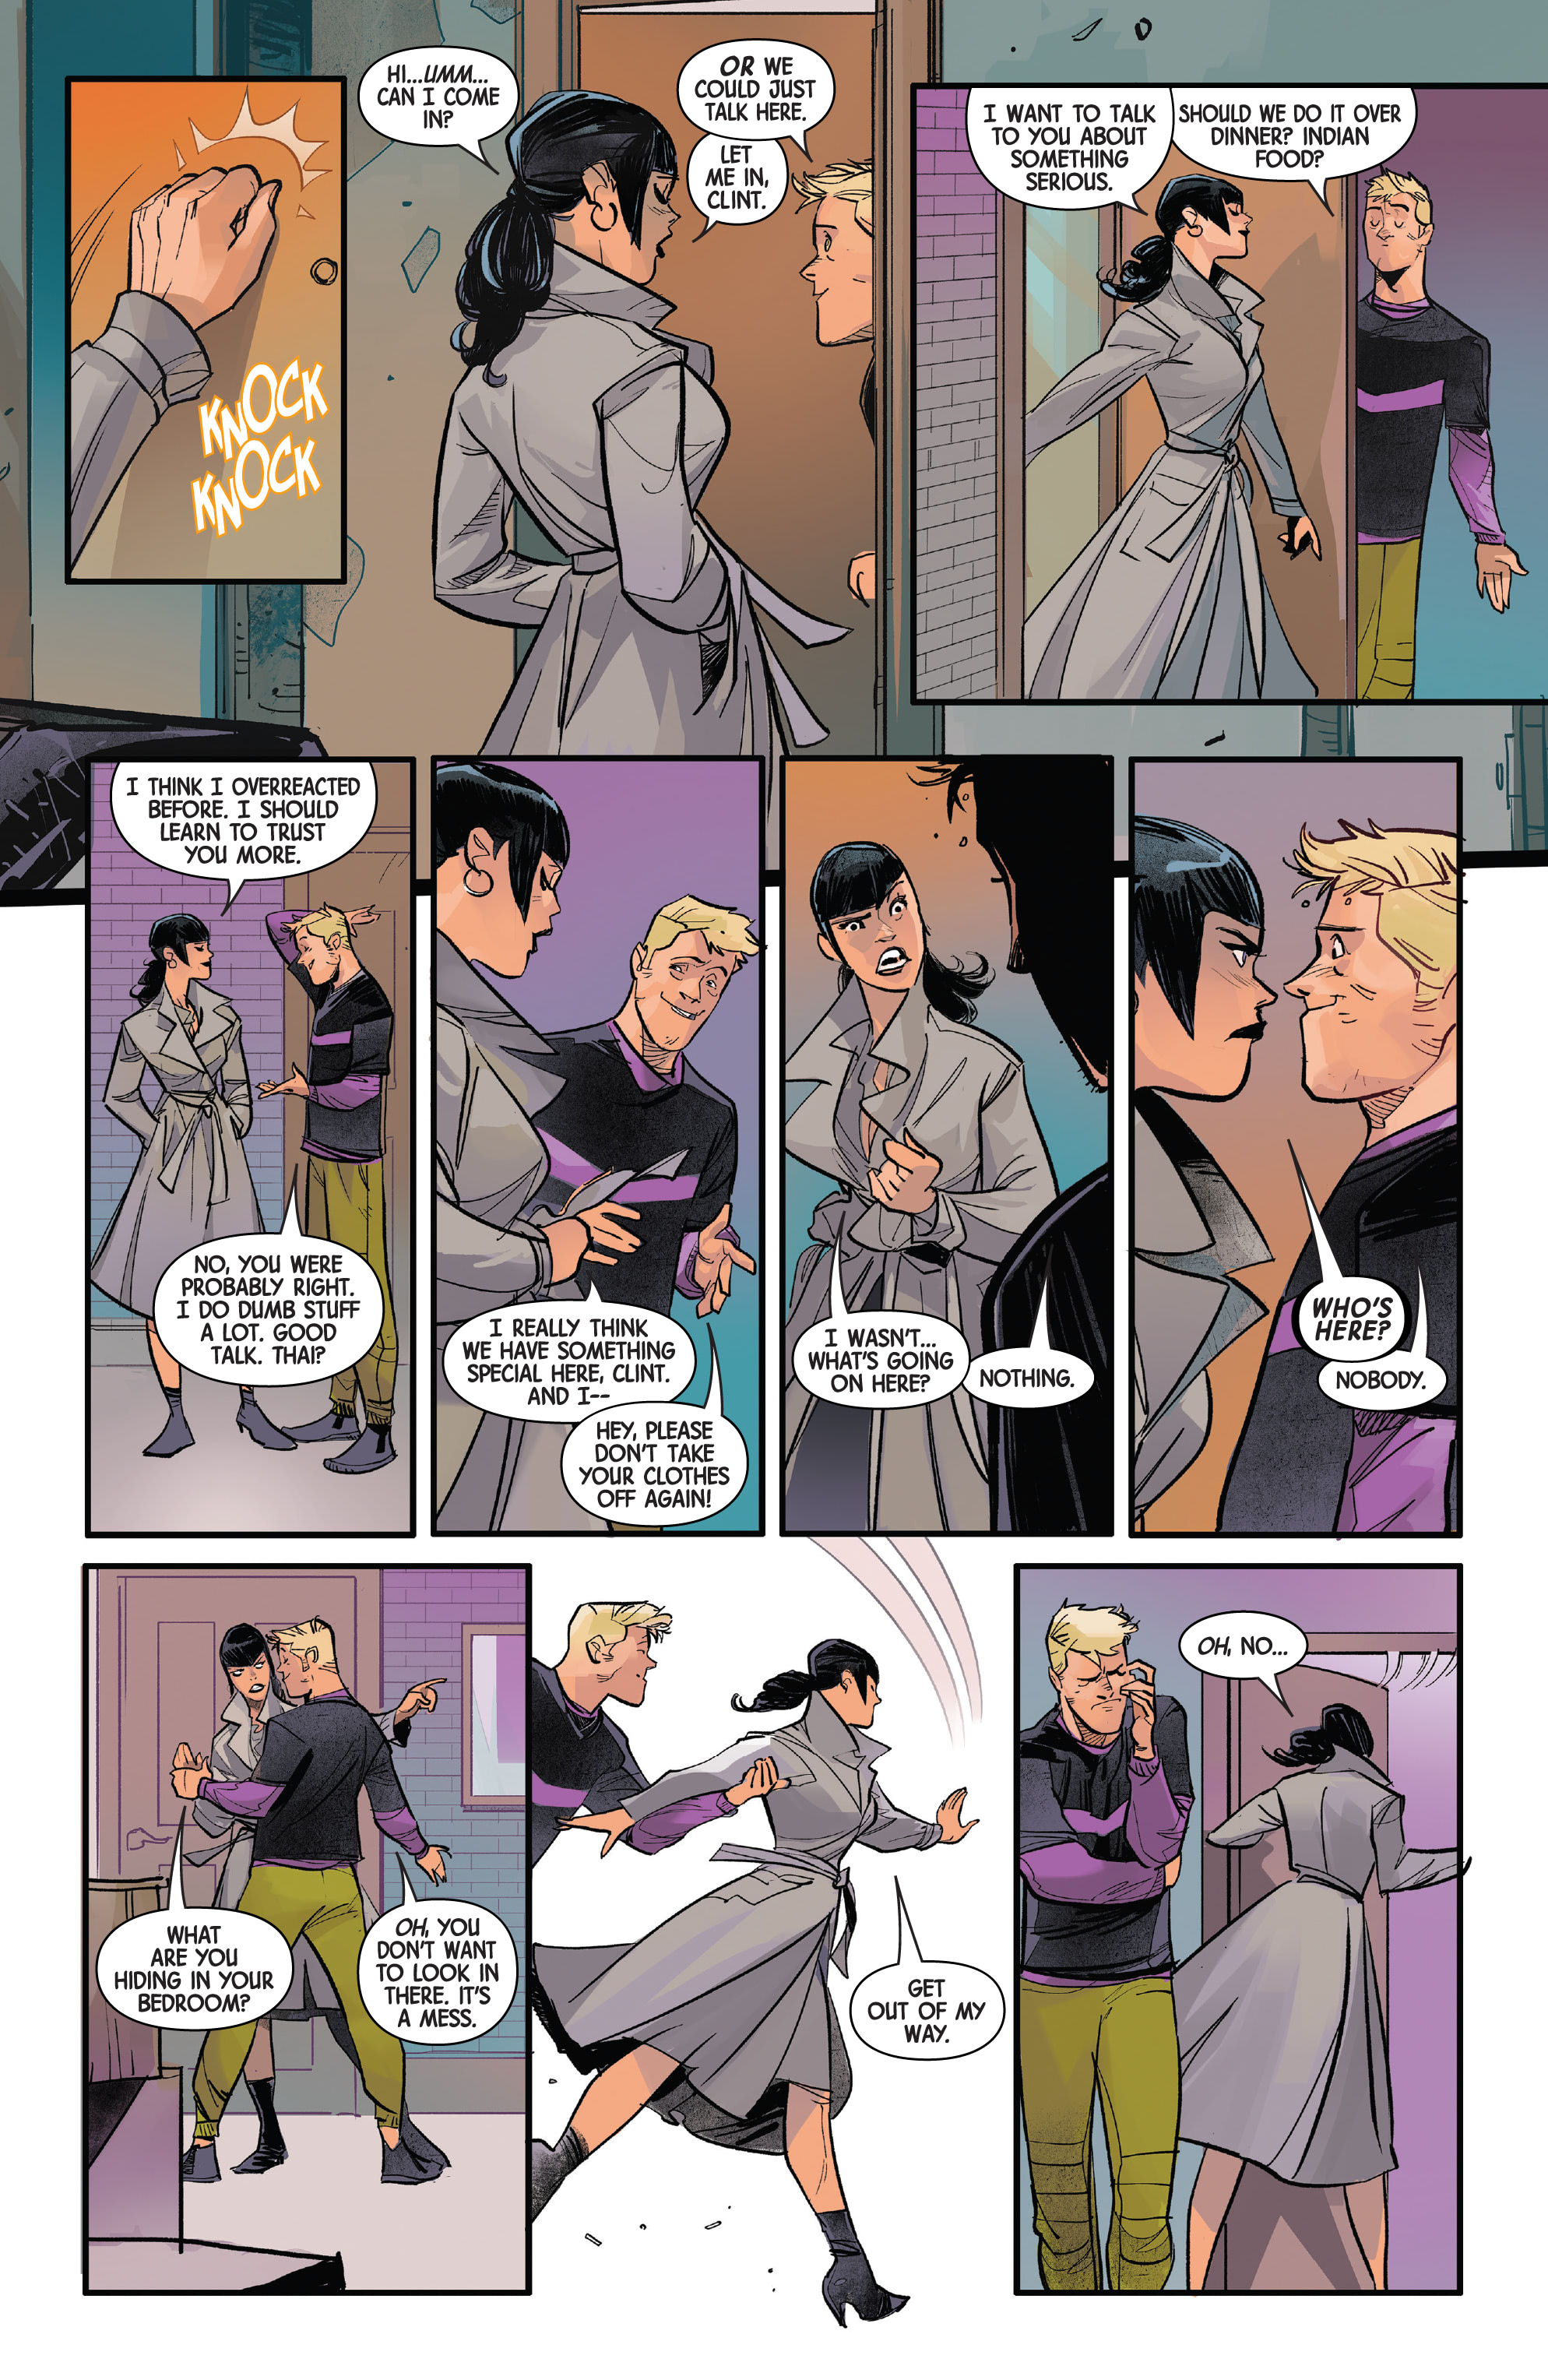 KNOCK
KNOCK
HI...UMM...
CAN I COME
IN?
OR WE
COULD JUST
TALK HERE.
LET
ME IN,
CLINT.
I WANT TO TALK
TO YOU ABOUT
SOMETHING
SERIOUS.
SHOULD WE DO IT OVER
DINNER? INDIAN
FOOD?
I THINK I OVERREACTED
BEFORE. I SHOULD
LEARN TO TRUST
YOU MORE.
NO, YOU WERE
PROBABLY RIGHT.
I DO DUMB STUFF
A LOT. GOOD
TALK. THAI?
I REALLY THINK
WE HAVE SOMETHING
SPECIAL HERE, CLINT.
AND I--
HEY, PLEASE
DON'T TAKE
YOUR CLOTHES
OFF AGAIN!
I WASN'T...
WHAT'S GOING
ON HERE?
NOTHING.
WHO'S
HERE?
NOBODY.
WHAT
ARE YOU
HIDING IN YOUR
BEDROOM?
OH, YOU
DON'T WANT
TO LOOK IN
THERE. IT'S
A MESS.
GET
OUT OF MY
WAY.
OH, NO...